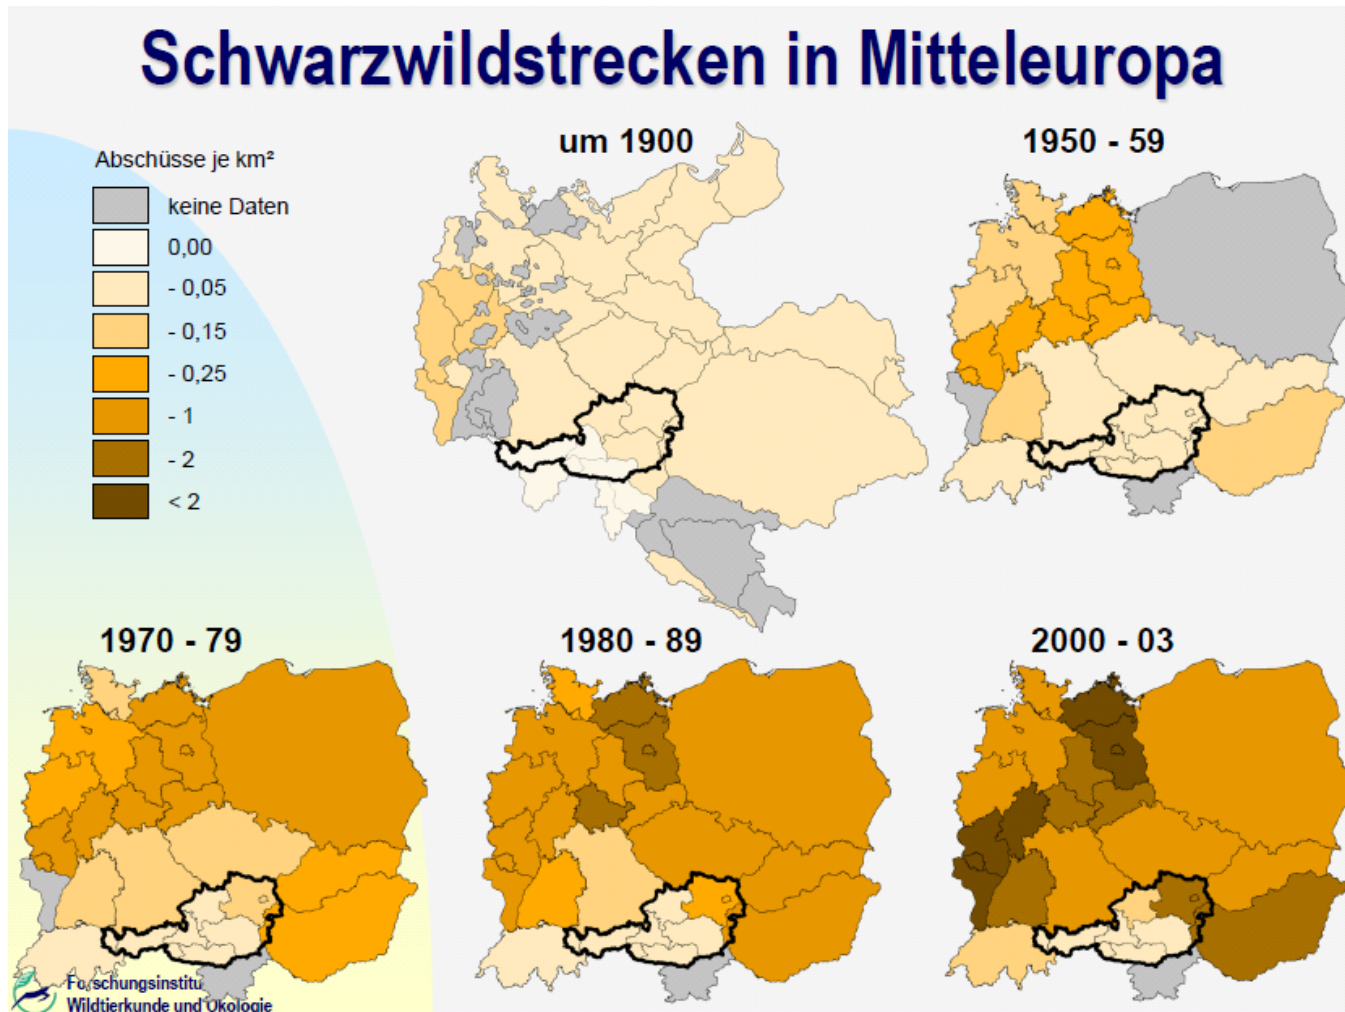 Schwarzwildstrecken in Mitteleuropa
Abschüsse je km²
keine Daten
0,00
- 0,05
- 0,15
- 0,25
- 1
- 2
< 2
um 1900
1950 - 59
1970 - 79
1980 - 89
2000 - 03
Forschungsinstitu
Wildtierkunde und Ökologie